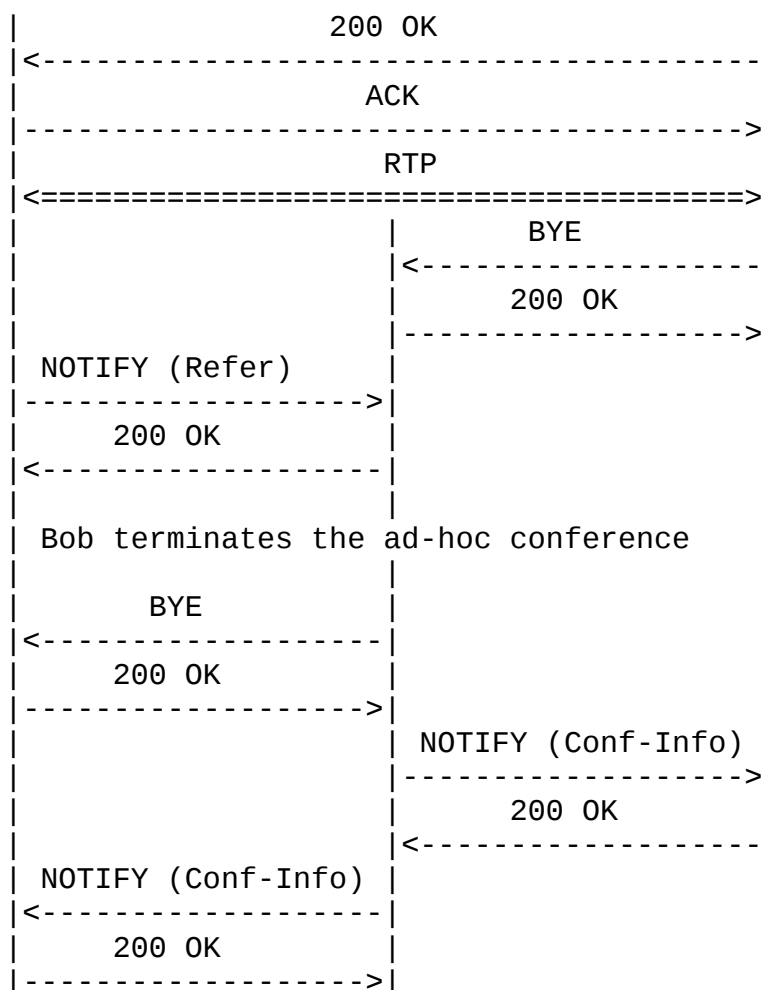 200 OK
ACK
RTP
BYE
200 OK
NOTIFY (Refer)
200 OK
Bob terminates the ad-hoc conference
BYE
200 OK
NOTIFY (Conf-Info)
200 OK
NOTIFY (Conf-Info)
200 OK